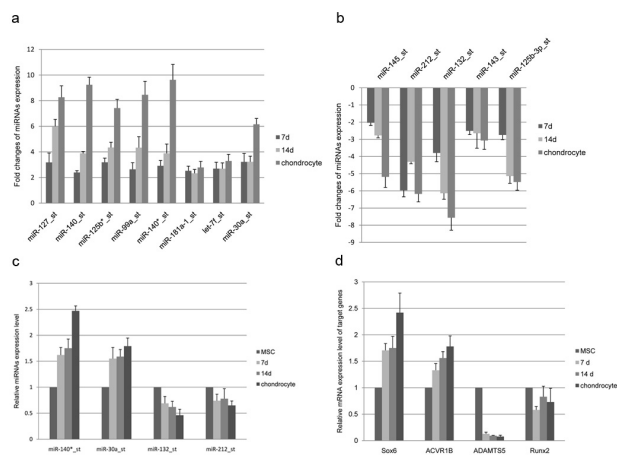 a
Fold changes of miRNAs expression
12
10
8
6
4
2
0
miR-127_st
miR-140_st
miR-125b*_st
miR-99a_st
miR-140*_st
miR-181a-1_st
let-7f_st
miR-30a_st
7d
14d
chondrocyte
b
miR-145_st
miR-212_st
miR-132_st
miR-143_st
miR-125b-3p_st
Fold changes of miRNAs expression
0
-1
-2
-3
-4
-5
-6
-7
-8
-9
7d
14d
chondrocyte
c
Relative miRNAs expression level
3
2.5
2
1.5
1
0.5
0
miR-140*_st
miR-30a_st
miR-132_st
miR-212_st
MSC
7d
14d
chondrocyte
d
Relative mRNA expression level of target genes
3
2.5
2
1.5
1
0.5
0
Sox6
ACVR1B
ADAMTS5
Runx2
MSC
7 d
14 d
chondrocyte